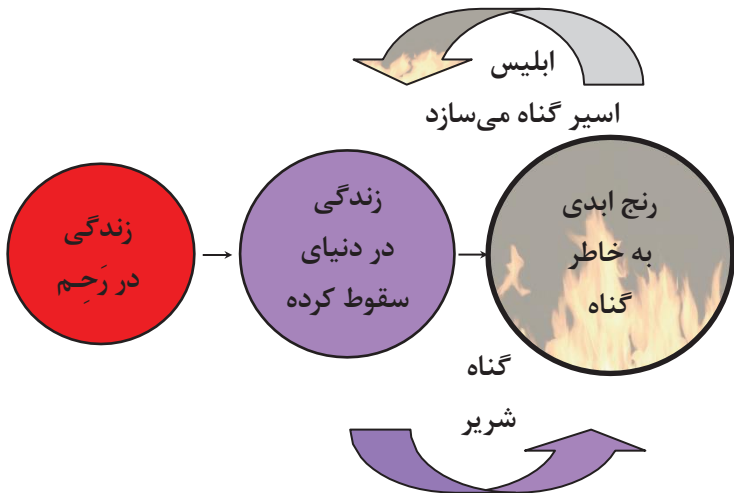 ابلیس
اسیر گناه می‌سازد
زندگی
در رَحِـم
زندگی
در دنیای
سقوط کرده
رنج ابدی
به خاطر
گناه
گناه
شریر